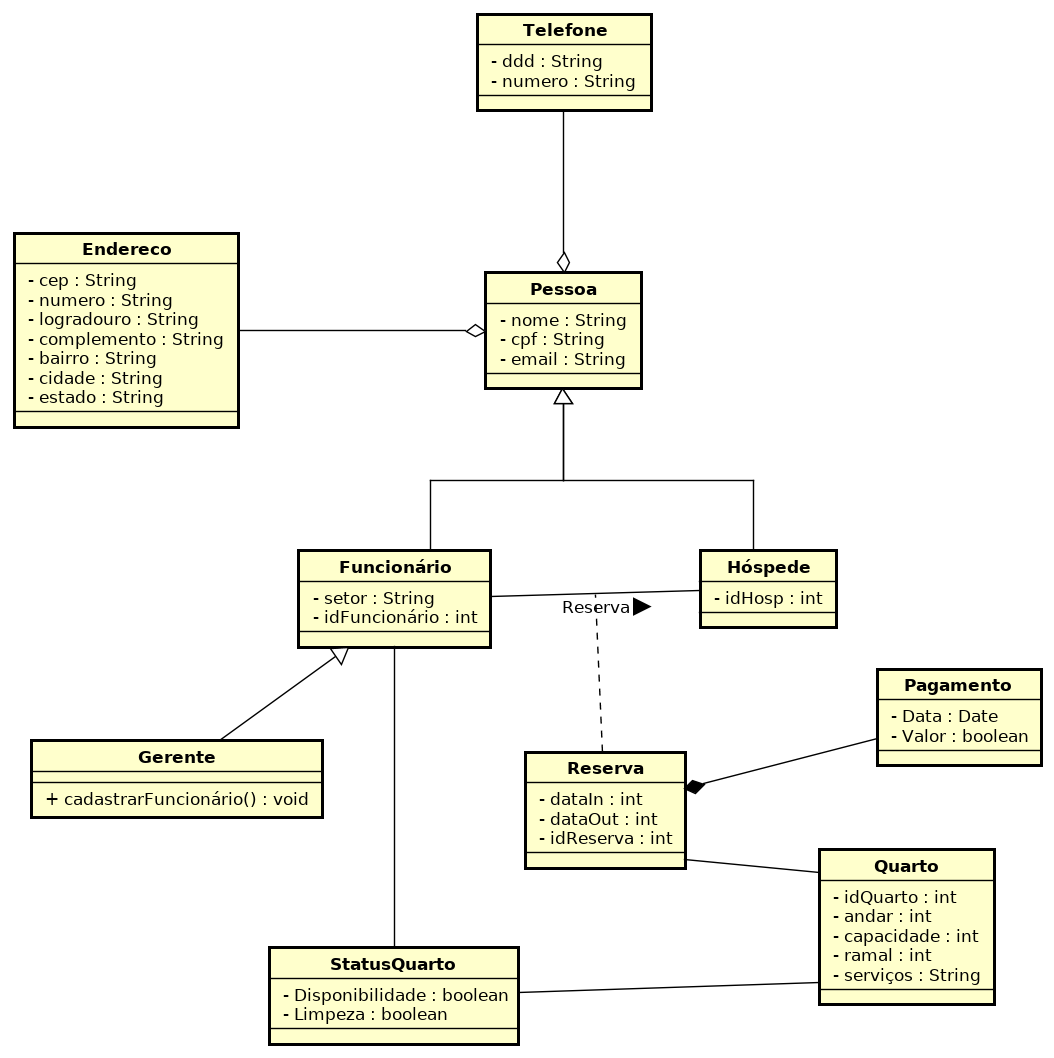 Telefone
- ddd : String
- numero : String
Endereco
- cep : String
- numero : String
- logradouro : String
- complemento : String
- bairro : String
- cidade : String
- estado : String
Pessoa
- nome : String
- cpf : String
- email : String
Funcionário
- setor : String
- idFuncionário : int
Reserva
Hóspede
- idHosp : int
Gerente
+ cadastrarFuncionário() : void
Reserva
- dataIn : int
- dataOut : int
- idReserva : int
Pagamento
- Data : Date
- Valor : boolean
Quarto
- idQuarto : int
- andar : int
- capacidade : int
- ramal : int
- serviços : String
StatusQuarto
- Disponibilidade : boolean
- Limpeza : boolean